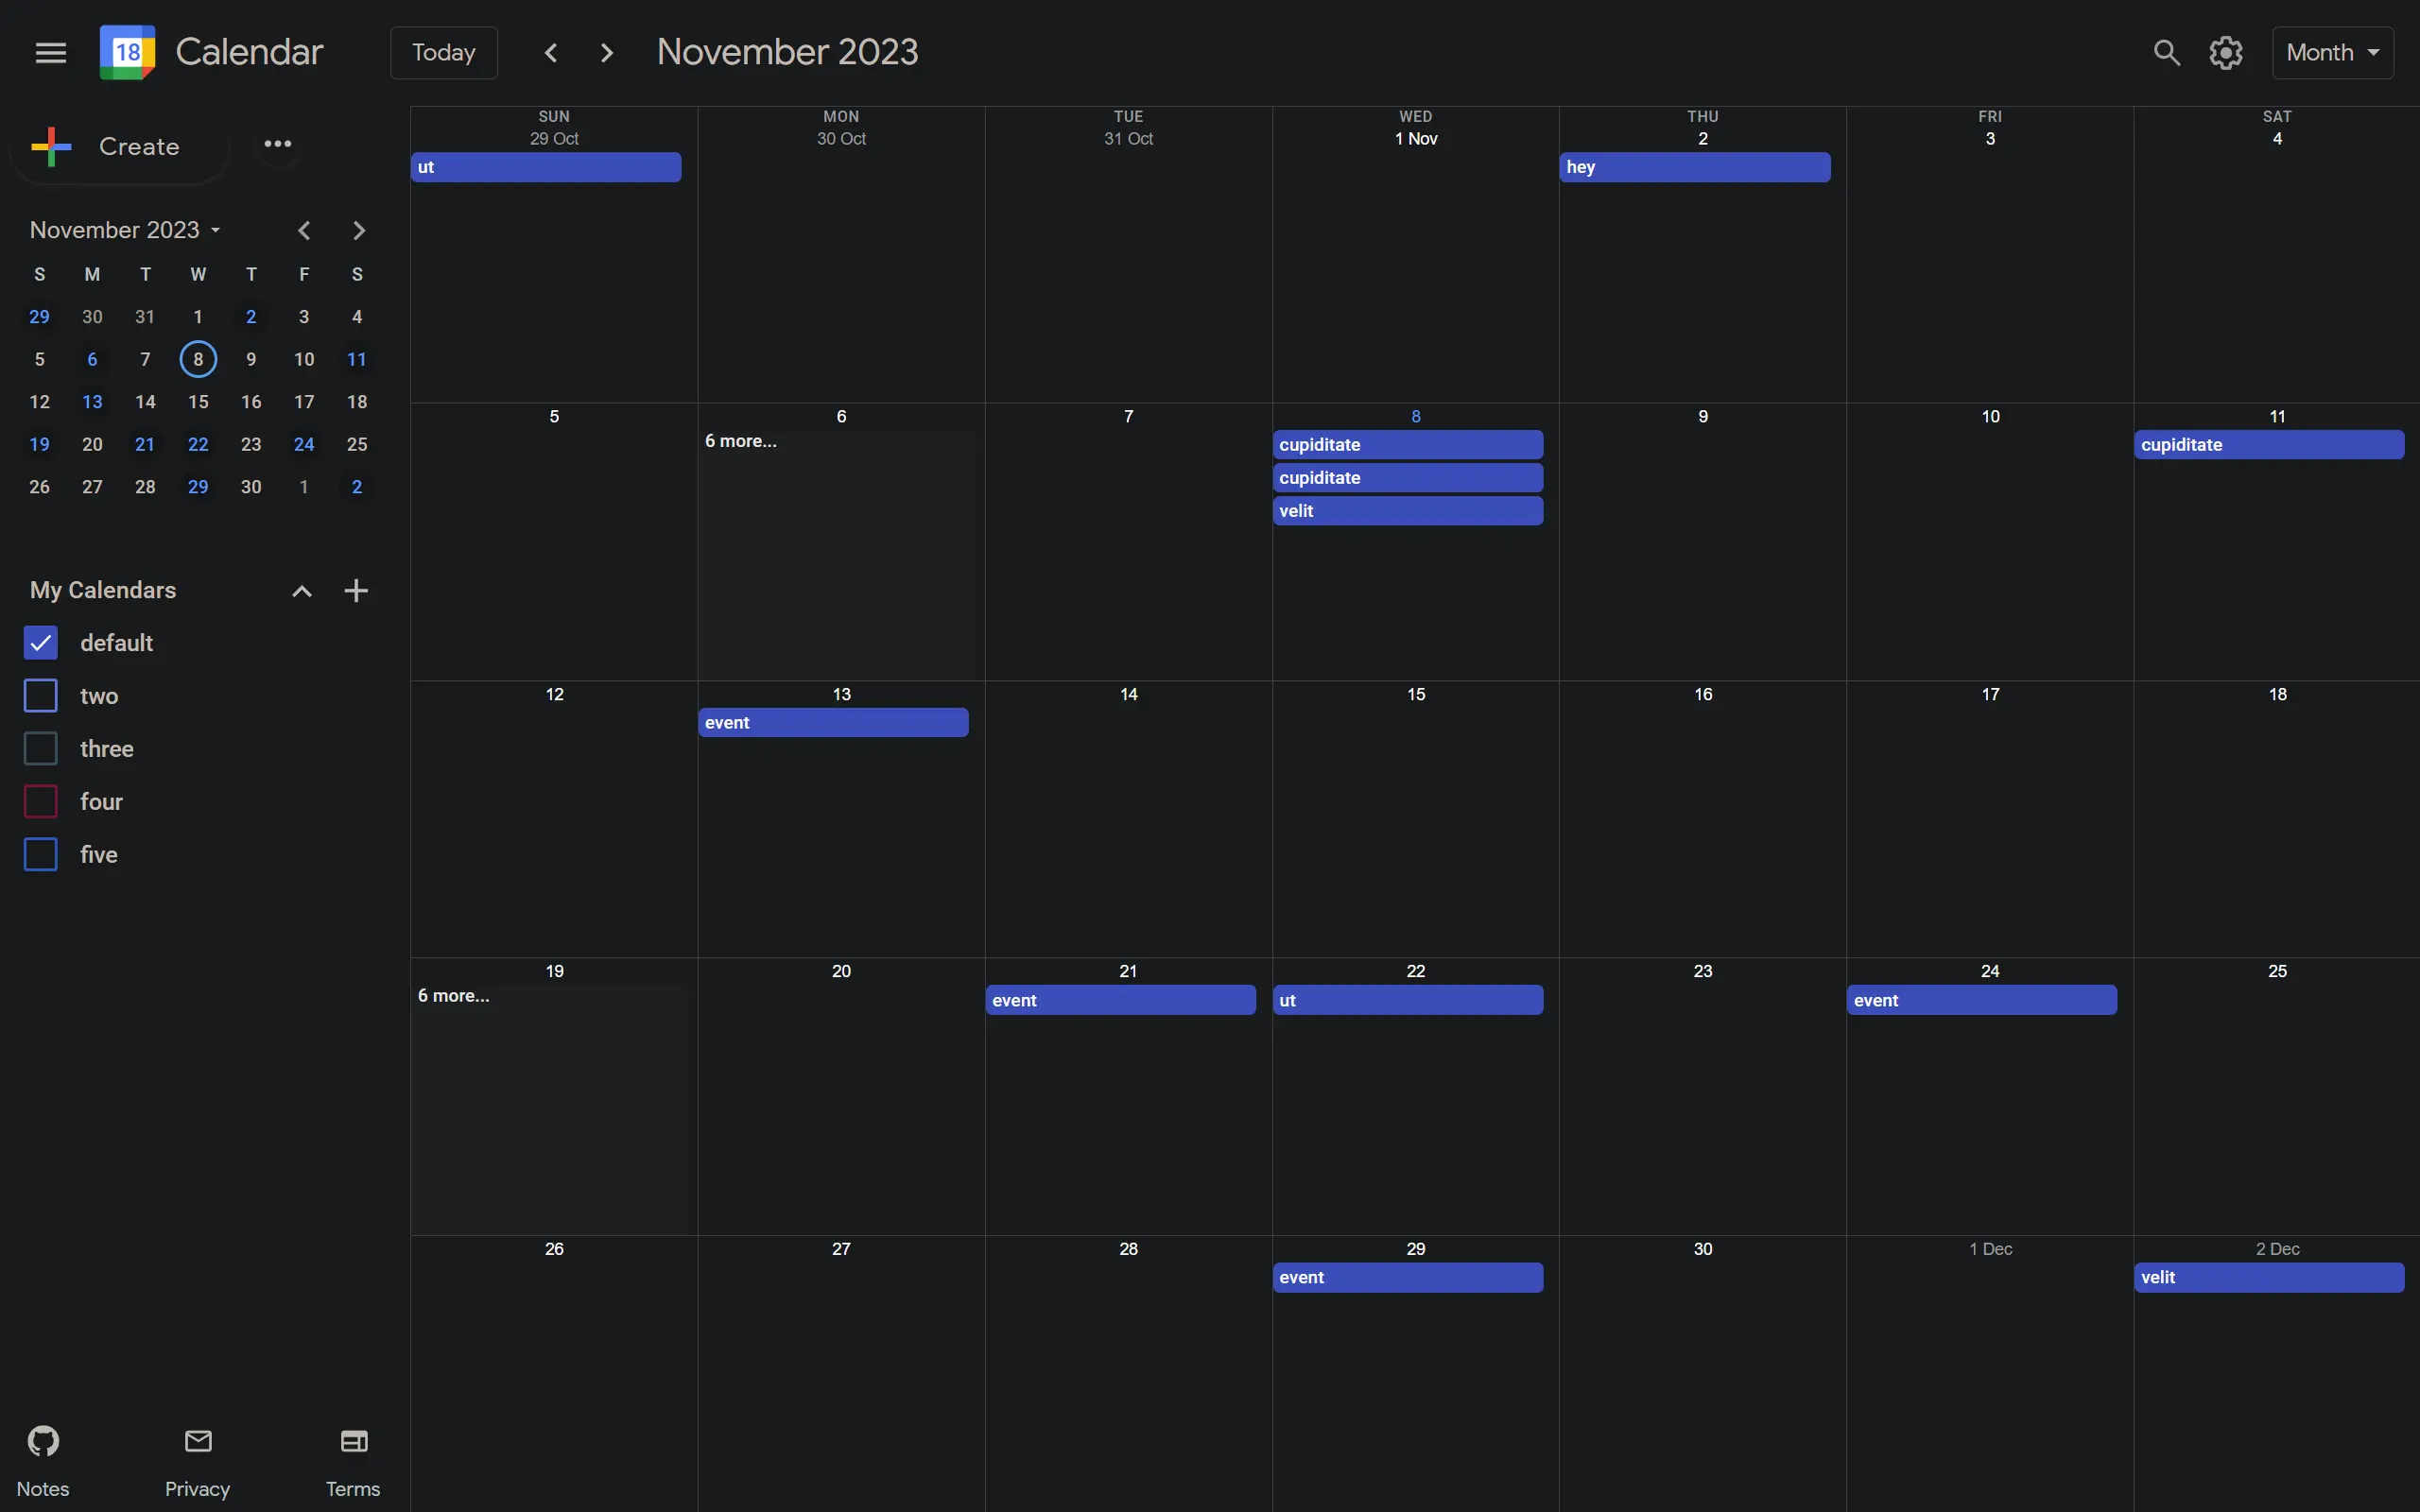 18 Calendar Today November 2023 Month
Create
November 2023
S M T W T F S
29 30 31 1 2 3 4
5 6 7 8 9 10 11
12 13 14 15 16 17 18
19 20 21 22 23 24 25
26 27 28 29 30 1 2
My Calendars
default
two
three
four
five
Notes Privacy Terms
SUN MON TUE WED THU FRI SAT
29 Oct 30 Oct 31 Oct 1 Nov 2 3 4
ut hey
5 6 7 8 9 10 11
6 more... cupiditate cupiditate
cupiditate
velit
12 13 14 15 16 17 18
event
19 20 21 22 23 24 25
6 more... event ut event
26 27 28 29 30 1 Dec 2 Dec
event velit